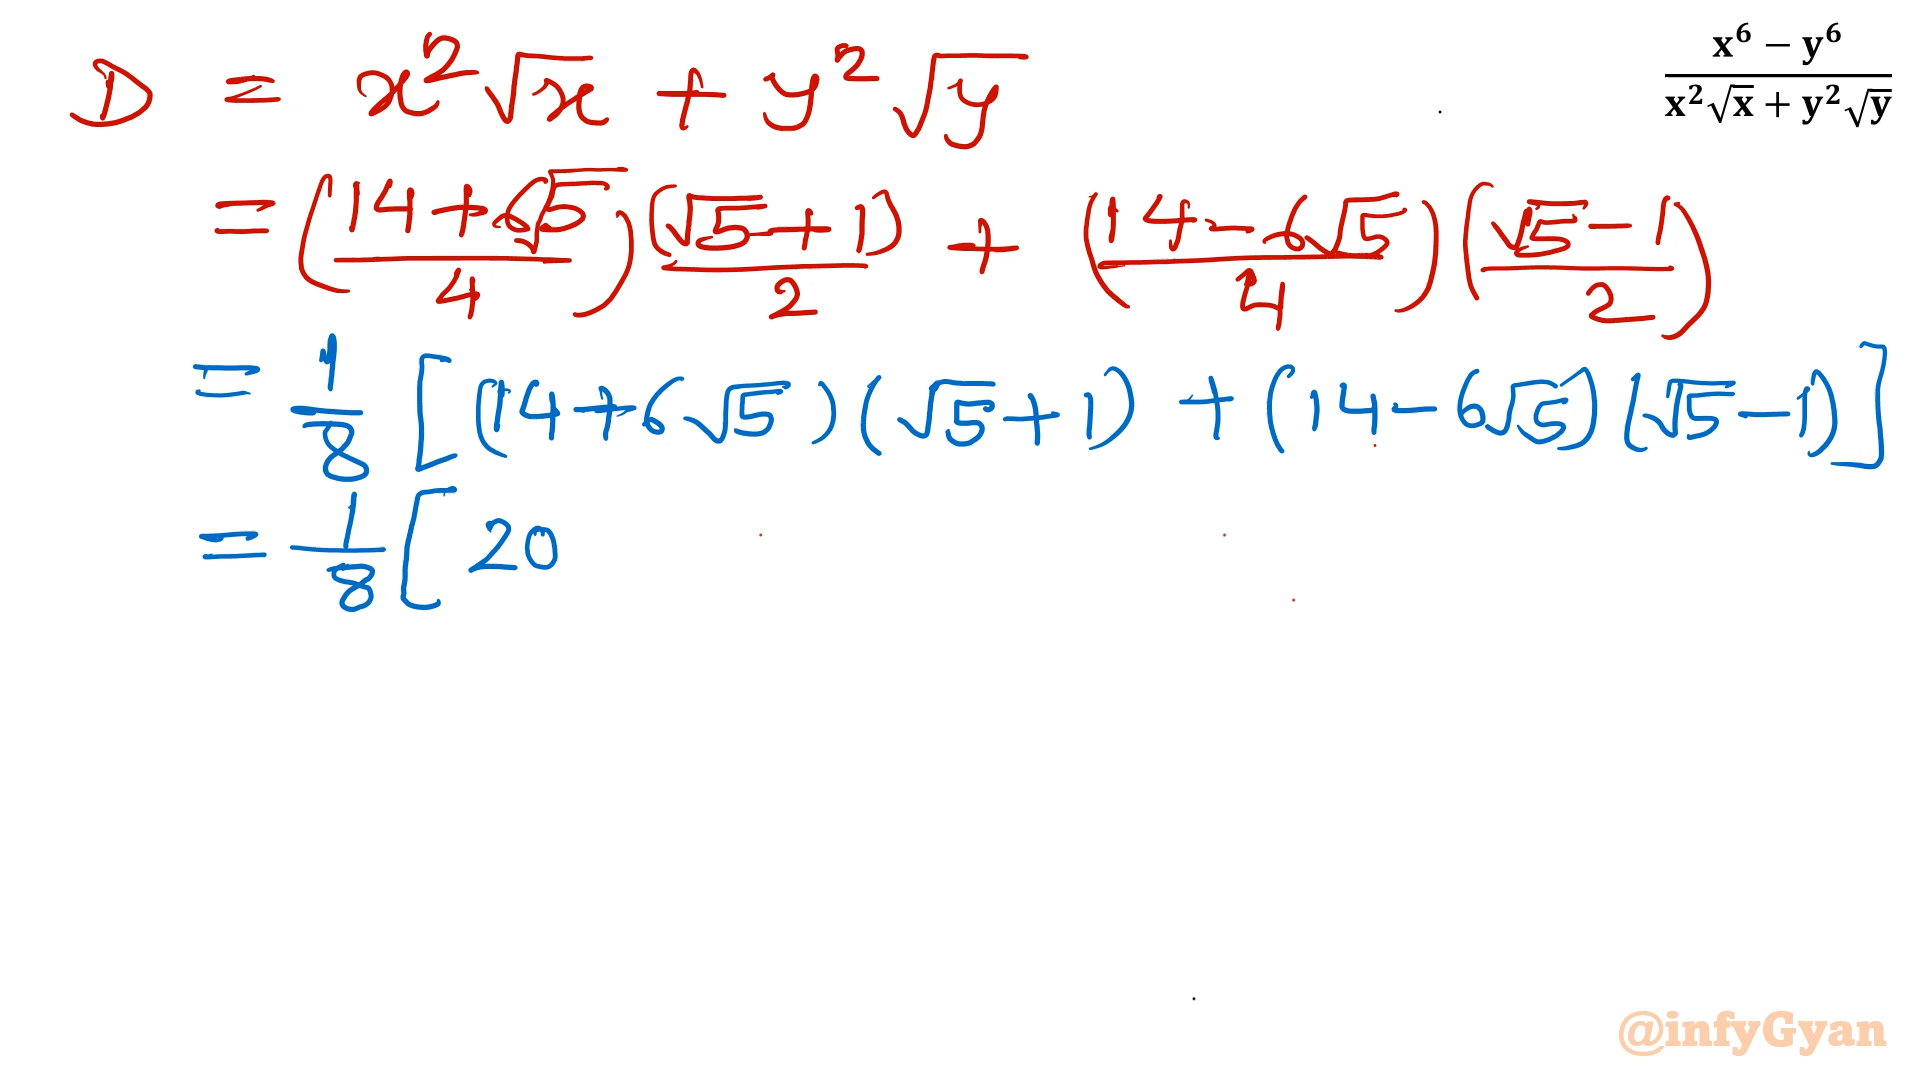 D = x²√x + y²√y
x⁶ − y⁶ / x²√x + y²√y
= (14 + 6√5 / 4) (√5 + 1 / 2) + (14 − 6√5 / 4) (√5 − 1 / 2)
= 1/8 [(14 + 6√5) (√5 + 1) + (14 − 6√5) (√5 − 1)]
= 1/8 [ 20
@infyGyan